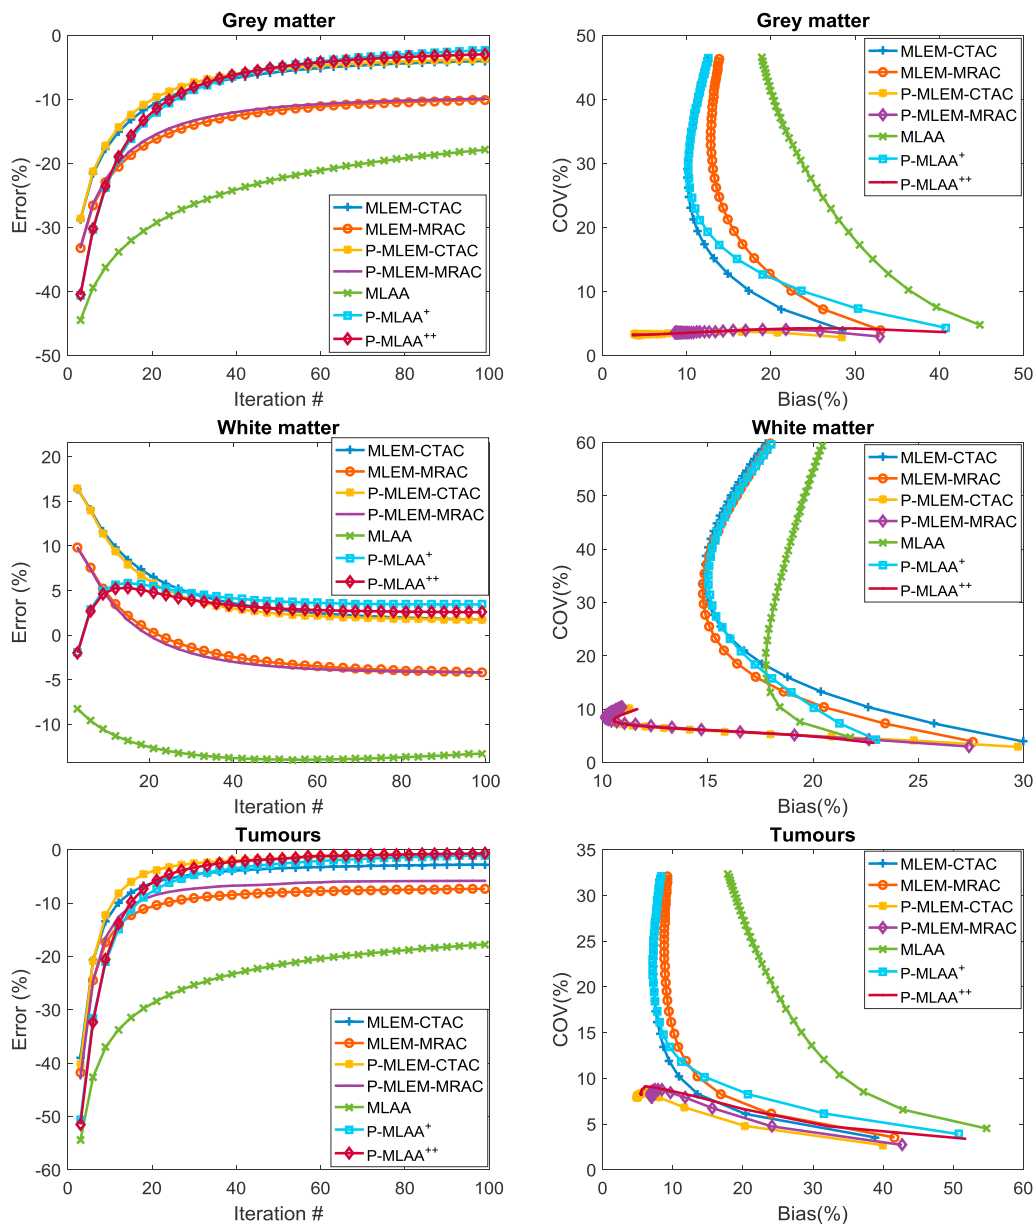 Grey matter
0
-10
-20
-30
-40
-50
Error(%)
MLEM-CTAC
MLEM-MRAC
P-MLEM-CTAC
P-MLEM-MRAC
MLAA
P-MLAA⁺
P-MLAA⁺⁺
0 20 40 60 80 100
Iteration #
Grey matter
50
40
30
20
10
0
COV(%)
MLEM-CTAC
MLEM-MRAC
P-MLEM-CTAC
P-MLEM-MRAC
MLAA
P-MLAA⁺
P-MLAA⁺⁺
0 10 20 30 40 50
Bias(%)
White matter
20
15
10
5
0
-5
-10
Error (%)
MLEM-CTAC
MLEM-MRAC
P-MLEM-CTAC
P-MLEM-MRAC
MLAA
P-MLAA⁺
P-MLAA⁺⁺
20 40 60 80 100
Iteration #
White matter
60
50
40
30
20
10
0
COV(%)
MLEM-CTAC
MLEM-MRAC
P-MLEM-CTAC
P-MLEM-MRAC
MLAA
P-MLAA⁺
P-MLAA⁺⁺
10 15 20 25 30
Bias(%)
Tumours
0
-10
-20
-30
-40
-50
-60
Error (%)
MLEM-CTAC
MLEM-MRAC
P-MLEM-CTAC
P-MLEM-MRAC
MLAA
P-MLAA⁺
P-MLAA⁺⁺
0 20 40 60 80 100
Iteration #
Tumours
35
30
25
20
15
10
5
0
COV(%)
MLEM-CTAC
MLEM-MRAC
P-MLEM-CTAC
P-MLEM-MRAC
MLAA
P-MLAA⁺
P-MLAA⁺⁺
0 10 20 30 40 50 60
Bias(%)